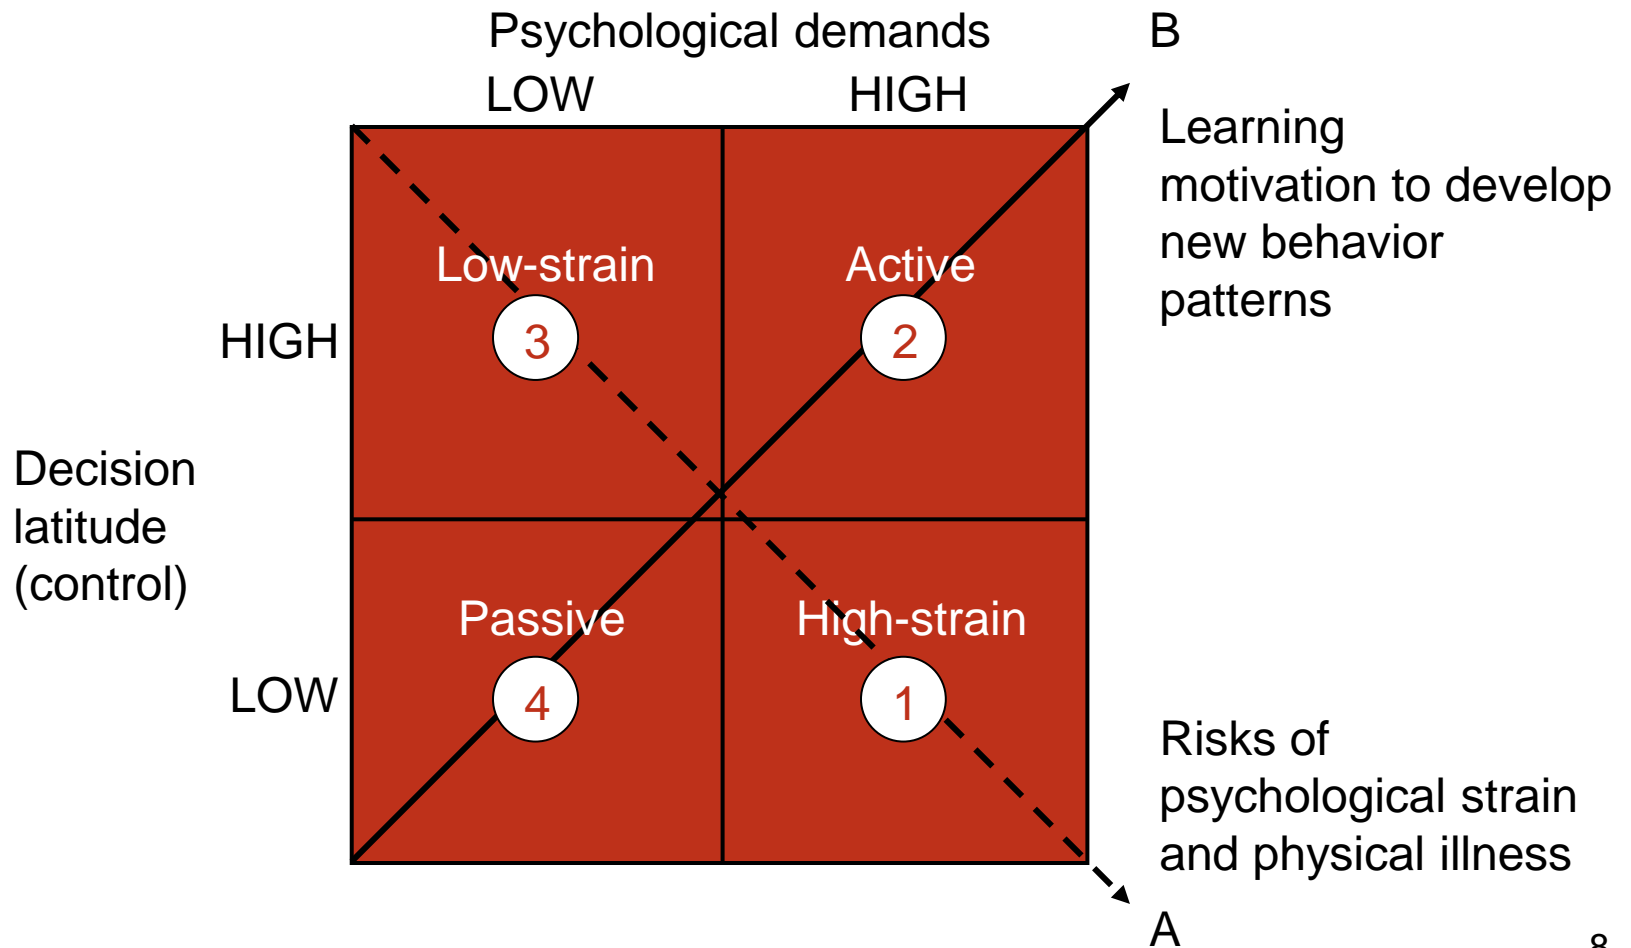 Psychological demands
LOW
HIGH
B
Learning
motivation to develop
new behavior
patterns
Low-strain
Active
HIGH
3
2
Decision
latitude
(control)
Passive
High-strain
LOW
4
1
Risks of
psychological strain
and physical illness
A
8